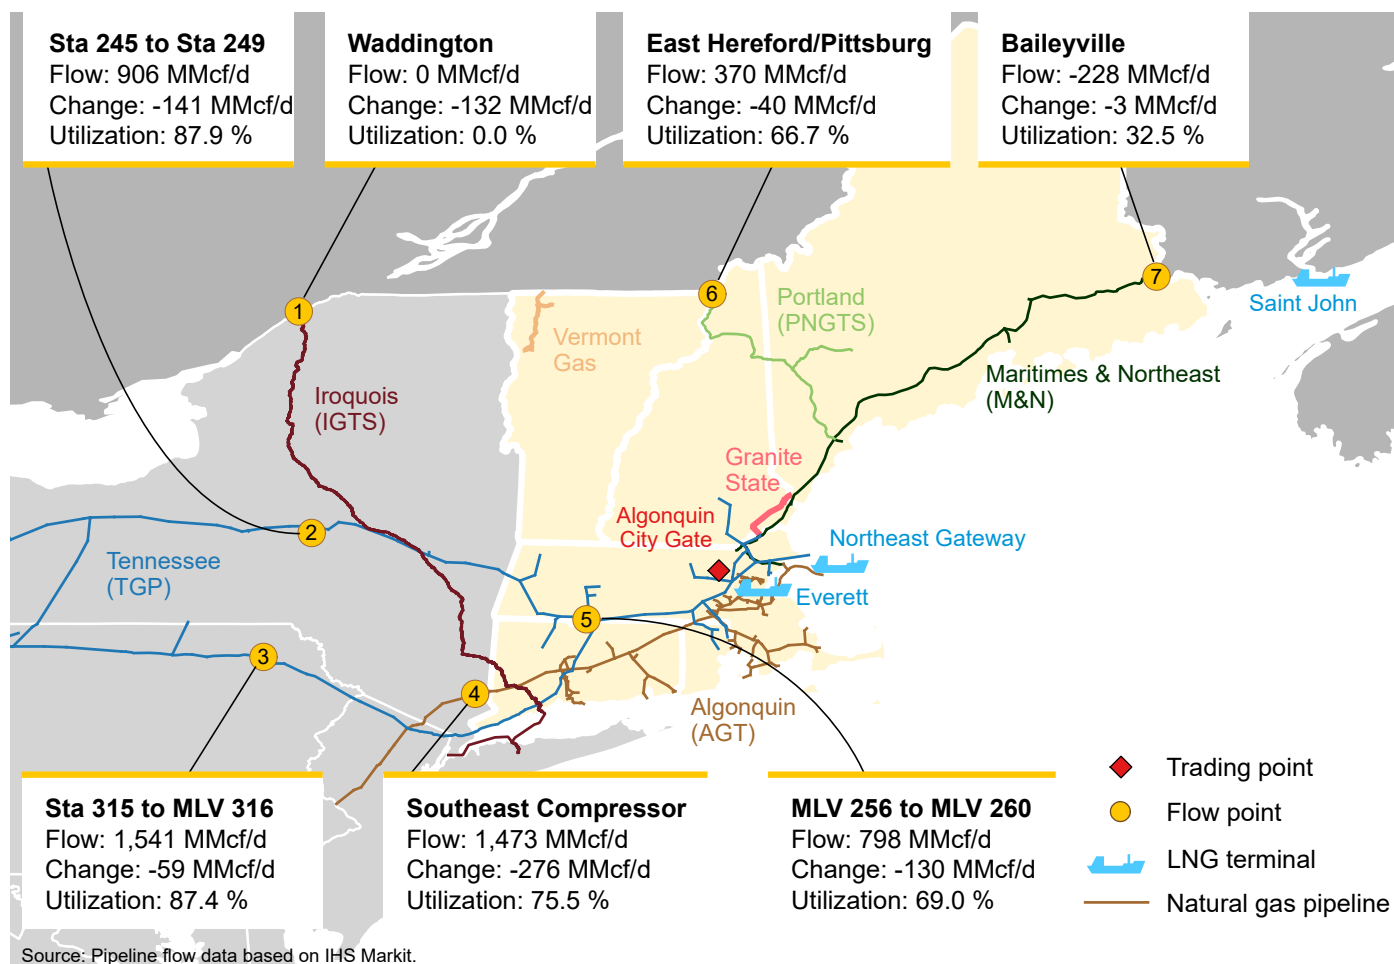 Sta 245 to Sta 249
Flow: 906 MMcf/d
Change: -141 MMcf/d
Utilization: 87.9 %
Waddington
Flow: 0 MMcf/d
Change: -132 MMcf/d
Utilization: 0.0 %
East Hereford/Pittsburg
Flow: 370 MMcf/d
Change: -40 MMcf/d
Utilization: 66.7 %
Baileyville
Flow: -228 MMcf/d
Change: -3 MMcf/d
Utilization: 32.5 %
1
6
7
Saint John
Portland
(PNGTS)
Vermont
Gas
Maritimes & Northeast
(M&N)
Iroquois
(IGTS)
Granite
State
Algonquin
City Gate
2
Northeast Gateway
Tennessee
(TGP)
Everett
5
3
4
Algonquin
(AGT)
Sta 315 to MLV 316
Flow: 1,541 MMcf/d
Change: -59 MMcf/d
Utilization: 87.4 %
Southeast Compressor
Flow: 1,473 MMcf/d
Change: -276 MMcf/d
Utilization: 75.5 %
MLV 256 to MLV 260
Flow: 798 MMcf/d
Change: -130 MMcf/d
Utilization: 69.0 %
Trading point
Flow point
LNG terminal
Natural gas pipeline
Source: Pipeline flow data based on IHS Markit.